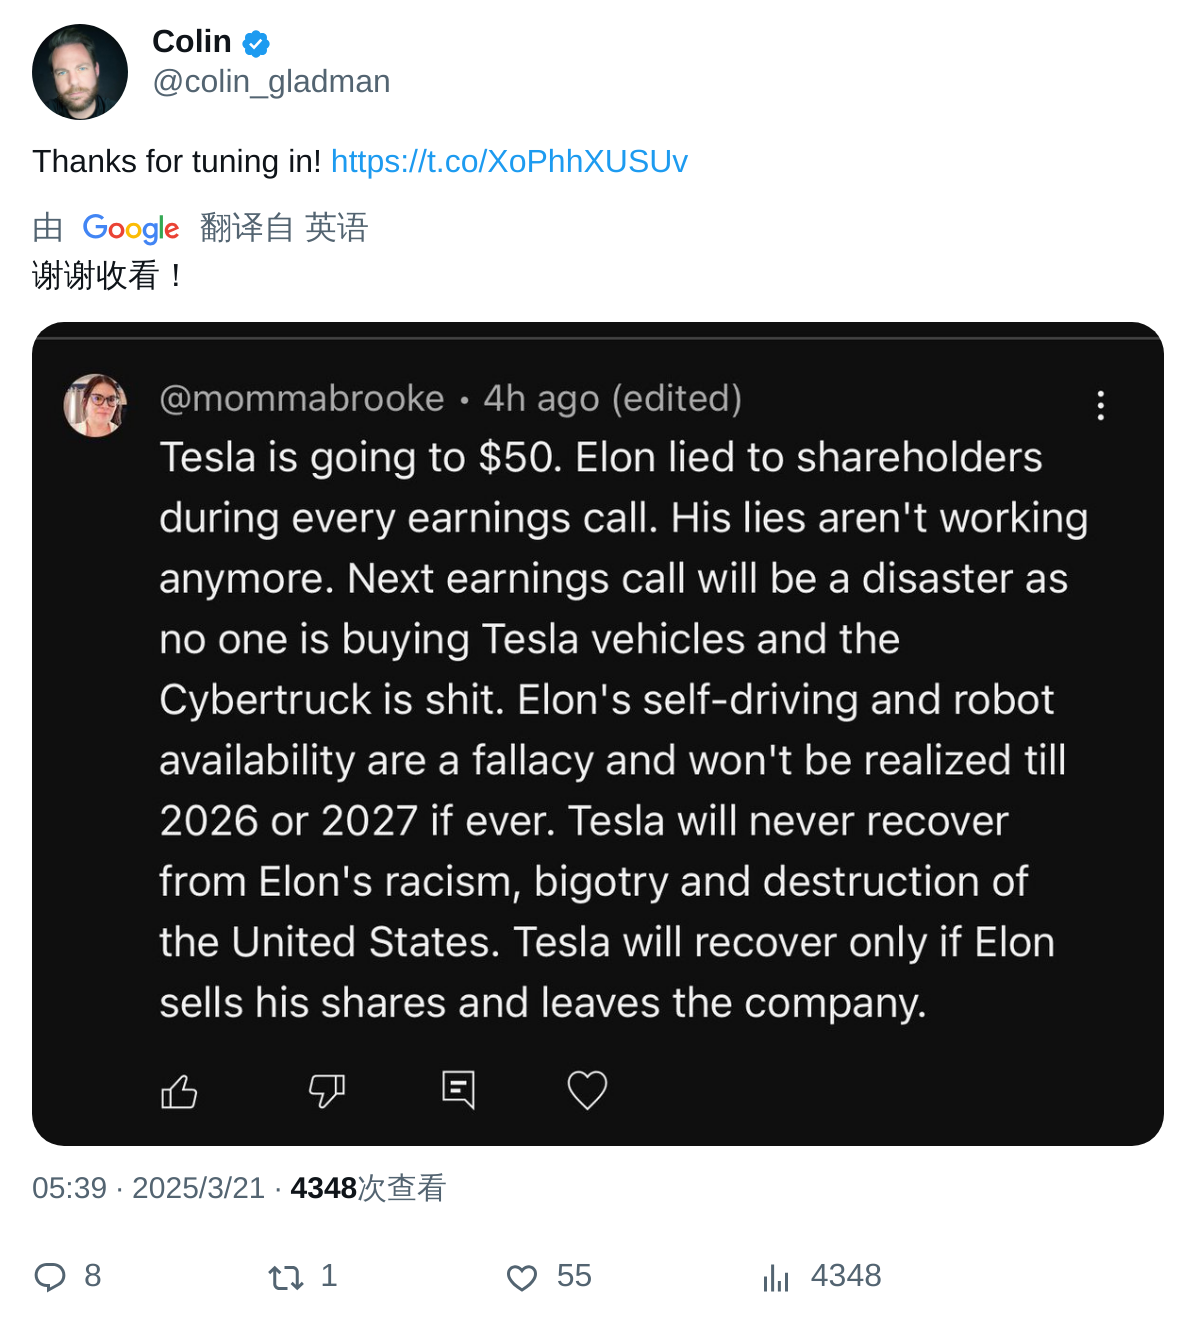 Colin
@colin_gladman
Thanks for tuning in! https://t.co/XoPhhXUSUv
由 Google 翻译自 英语
谢谢收看！
@mommabrooke • 4h ago (edited)
Tesla is going to $50. Elon lied to shareholders
during every earnings call. His lies aren't working
anymore. Next earnings call will be a disaster as
no one is buying Tesla vehicles and the
Cybertruck is shit. Elon's self-driving and robot
availability are a fallacy and won't be realized till
2026 or 2027 if ever. Tesla will never recover
from Elon's racism, bigotry and destruction of
the United States. Tesla will recover only if Elon
sells his shares and leaves the company.
05:39 · 2025/3/21 · 4348次查看
8 1 55 4348